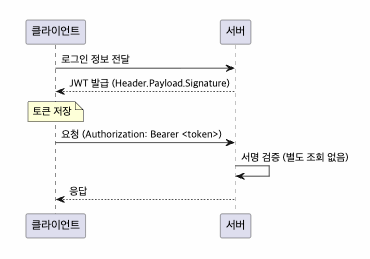 클라이언트
서버
로그인 정보 전달
JWT 발급 (Header.Payload.Signature)
토큰 저장
요청 (Authorization: Bearer <token>)
서명 검증 (별도 조회 없음)
응답
클라이언트
서버